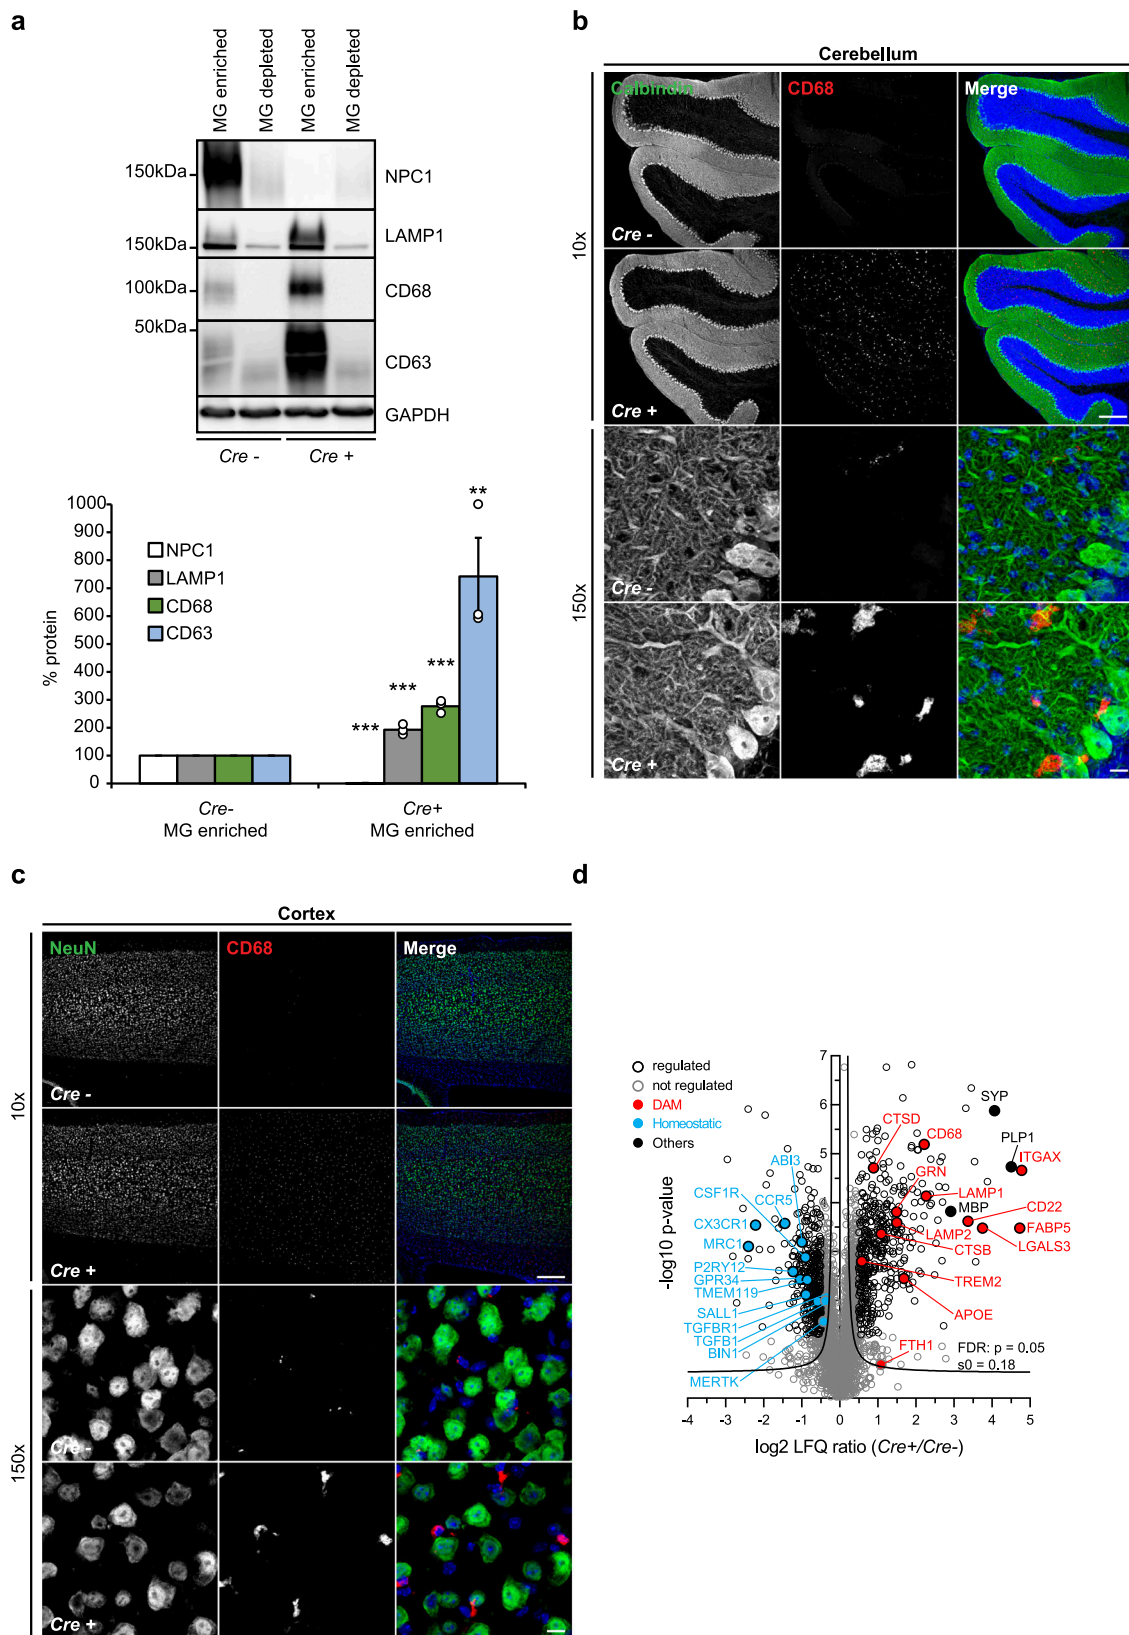 a
MG enriched
MG depleted
MG enriched
MG depleted
150kDa
NPC1
LAMP1
150kDa
100kDa
CD68
50kDa
CD63
GAPDH
Cre -
Cre +
1000
900
800
700
600
500
400
300
200
100
0
% protein
NPC1
LAMP1
CD68
CD63
***
***
***
**
Cre-
MG enriched
Cre+
MG enriched
b
Cerebellum
Calbindin
CD68
Merge
Cre -
10x
Cre +
Cre -
150x
Cre +
c
Cortex
NeuN
CD68
Merge
Cre -
10x
Cre +
Cre -
150x
Cre +
d
regulated
not regulated
DAM
Homeostatic
Others
7
6
5
4
3
2
1
0
-log10 p-value
SYP
CTSD
CD68
PLP1
ITGAX
ABI3
GRN
CSF1R
CCR5
LAMP1
MBP
CD22
CX3CR1
FABP5
LAMP2
LGALS3
MRC1
CTSB
P2RY12
GPR34
TREM2
TMEM119
APOE
SALL1
TGFBR1
TGFB1
BIN1
FTH1
FDR: p = 0.05
s0 = 0.18
MERTK
-4 -3 -2 -1 0 1 2 3 4 5
log2 LFQ ratio (Cre+/Cre-)